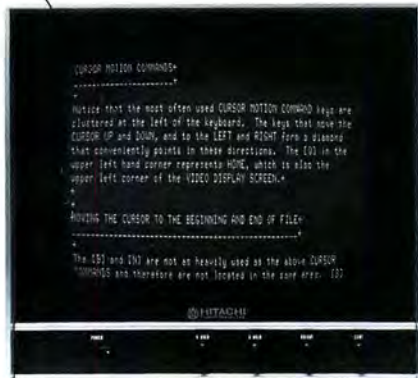 CURSOR MOTION COMMANDS+
----------------------+
+
Notice that the most often used CURSOR MOTION COMMAND keys are
clustered at the left of the keyboard. The keys that move the
CURSOR UP and DOWN, and to the LEFT and RIGHT form a diamond
that conveniently points in these directions. The [Q] in the
upper left hand corner represents HOME, which is also the
upper left corner of the VIDEO DISPLAY SCREEN.+
+
+
MOVING THE CURSOR TO THE BEGINNING AND END OF FILE+
--------------------------------------------------+
+
The [B] and [N] are not as heavily used as the above CURSOR
COMMANDS and therefore are not located in the same area.
HITACHI
POWER V HOLD H HOLD BRIGHT CONT